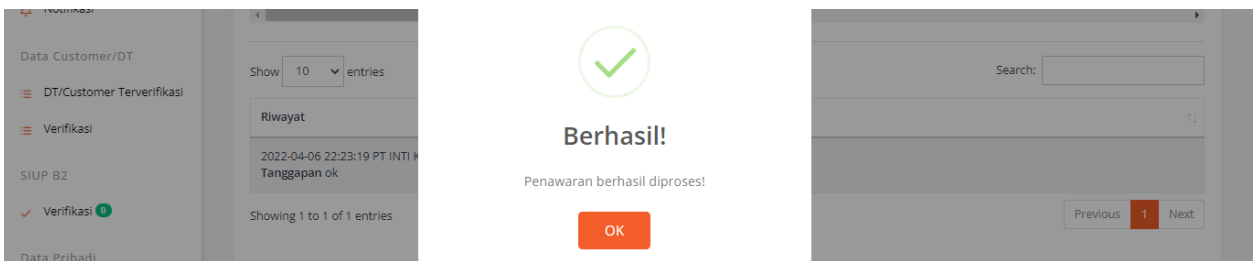 Notifikasi
Data Customer/DT
DT/Customer Terverifikasi
Verifikasi
SIUP B2
Verifikasi 0
Data Pribadi
Show 10 entries
Search:
Riwayat
2022-04-06 22:23:19 PT INTI
Tanggapan ok
Showing 1 to 1 of 1 entries
Previous 1 Next
Berhasil!
Penawaran berhasil diproses!
OK